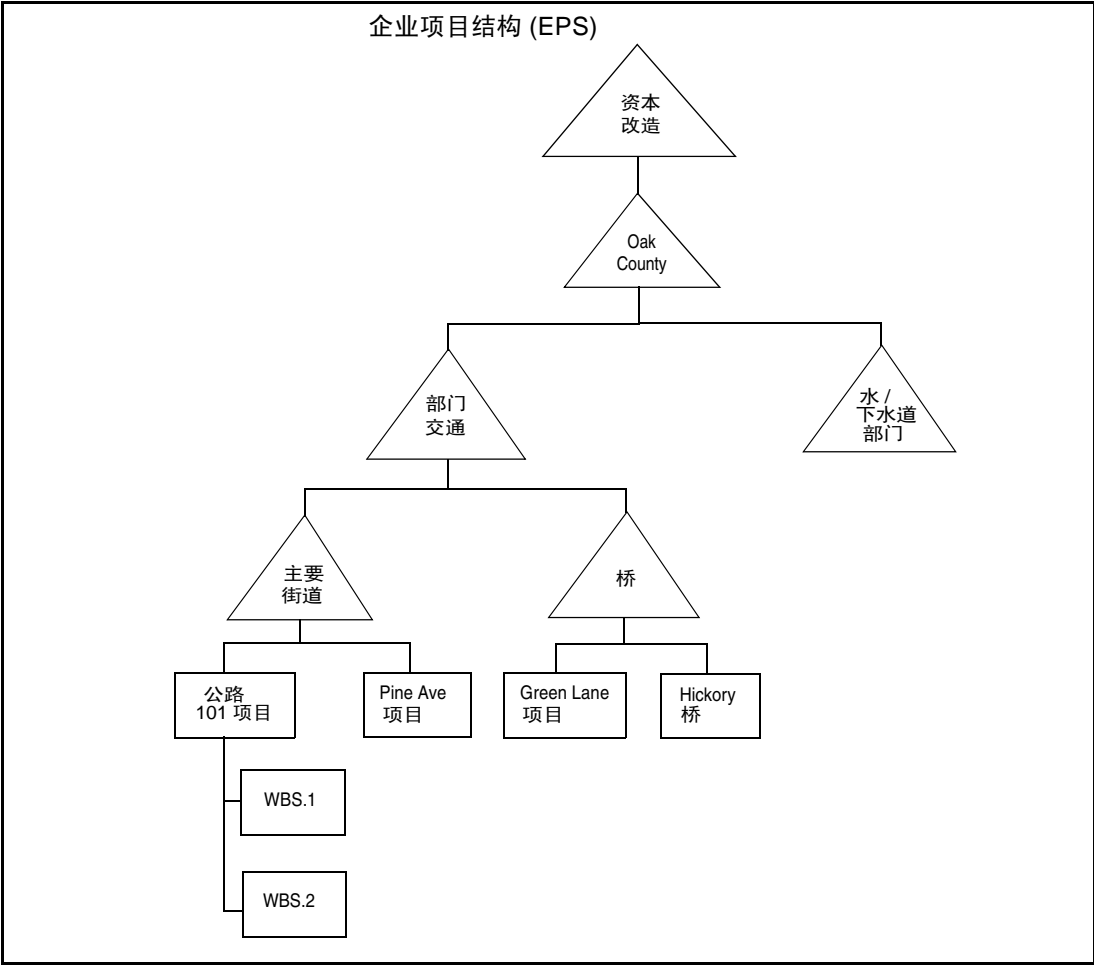 企业项目结构 (EPS)
资本
改造
Oak
County
部门
交通
水 /
下水道
部门
主要
街道
桥
公路
101 项目
Pine Ave
项目
Green Lane
项目
Hickory
桥
WBS.1
WBS.2